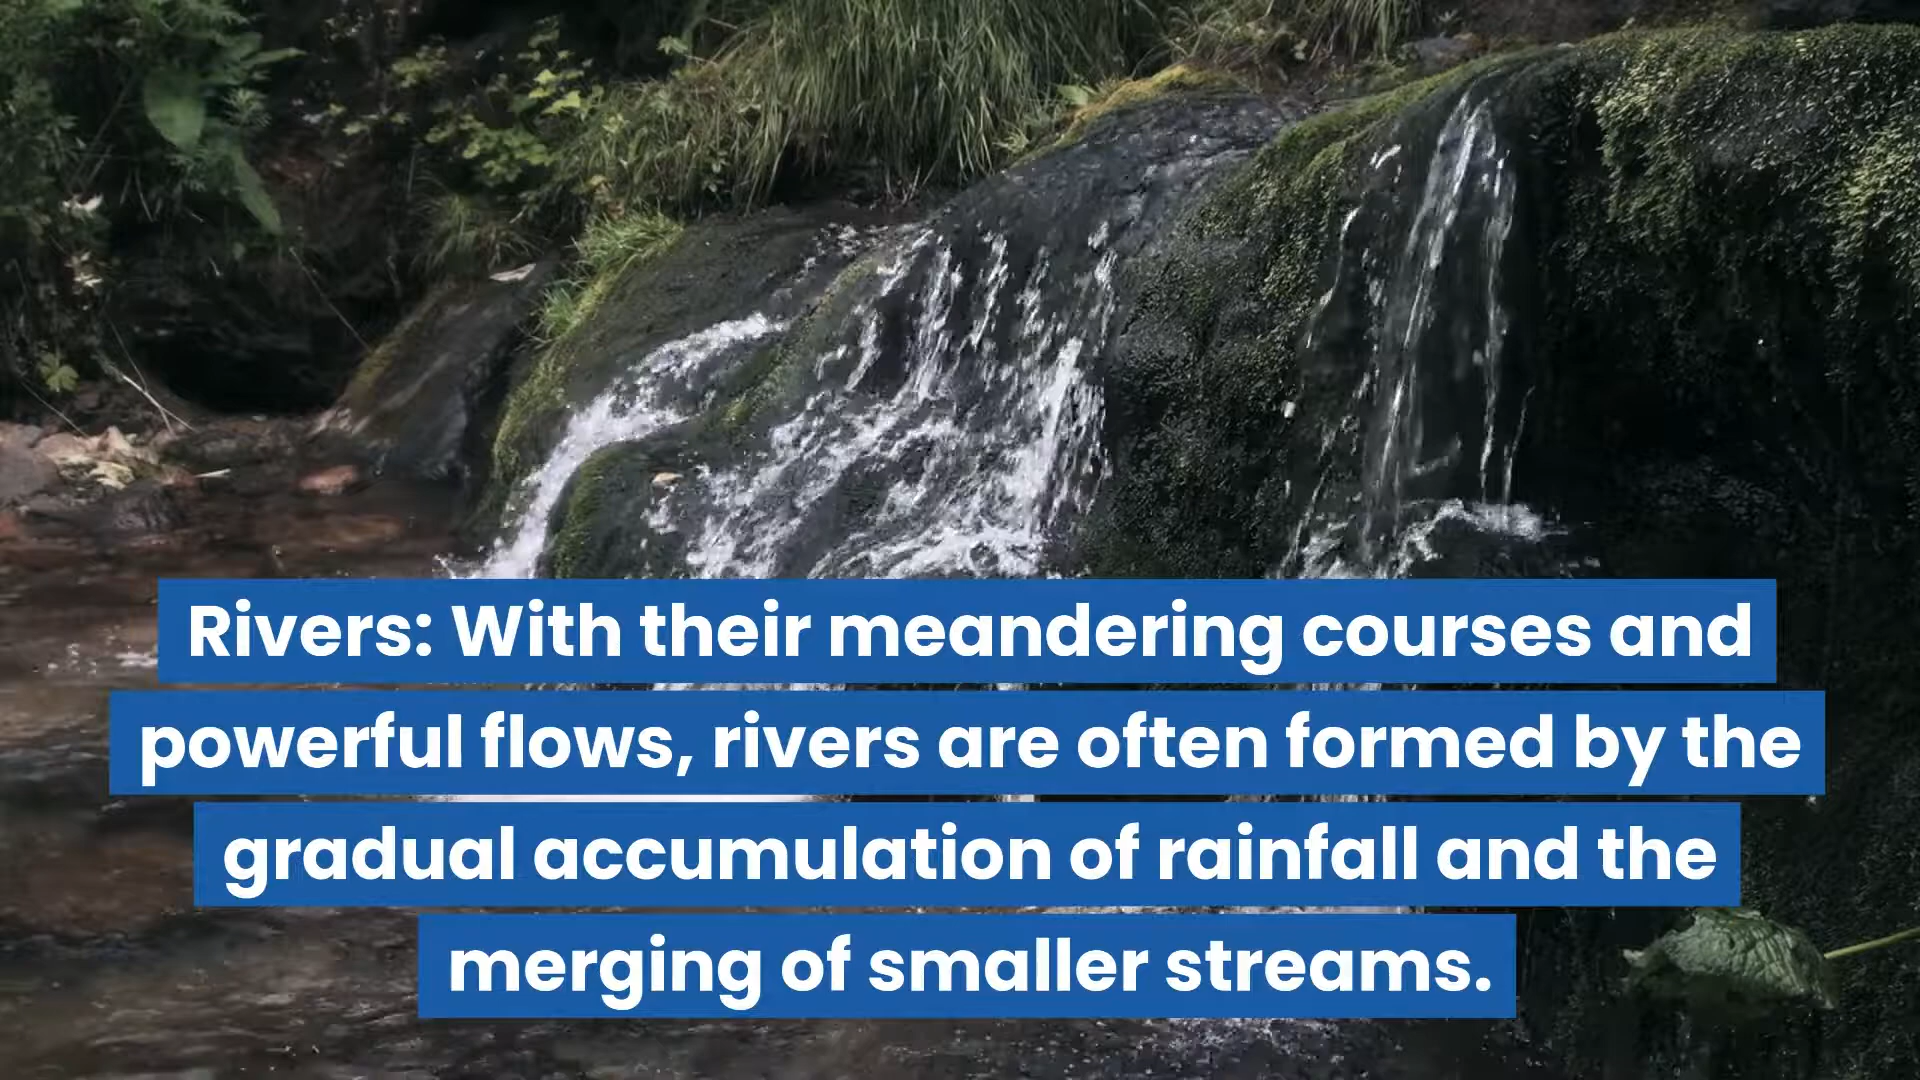 Rivers: With their meandering courses and
powerful flows, rivers are often formed by the
gradual accumulation of rainfall and the
merging of smaller streams.